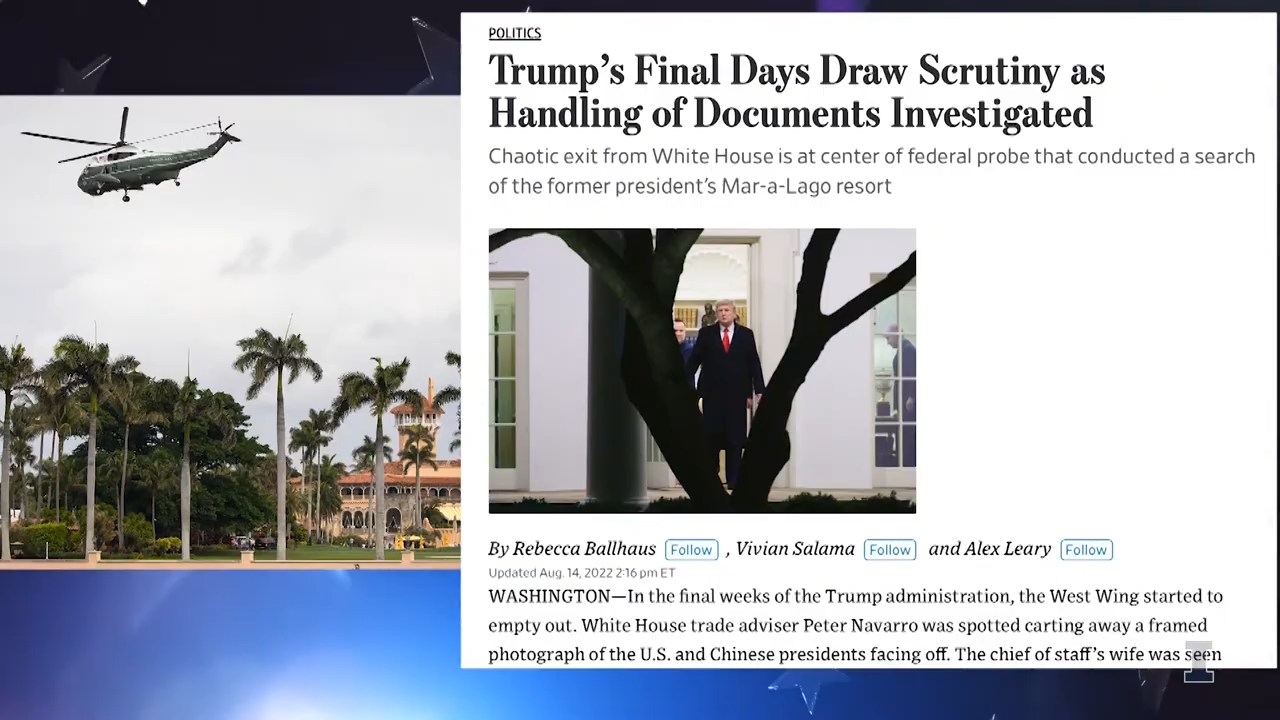 POLITICS
Trump's Final Days Draw Scrutiny as
Handling of Documents Investigated
Chaotic exit from White House is at center of federal probe that conducted a search
of the former president's Mar-a-Lago resort
By Rebecca Ballhaus Follow , Vivian Salama Follow and Alex Leary Follow
Updated Aug. 14, 2022 2:16 pm ET
WASHINGTON—In the final weeks of the Trump administration, the West Wing started to
empty out. White House trade adviser Peter Navarro was spotted carting away a framed
photograph of the U.S. and Chinese presidents facing off. The chief of staff's wife was seen
I